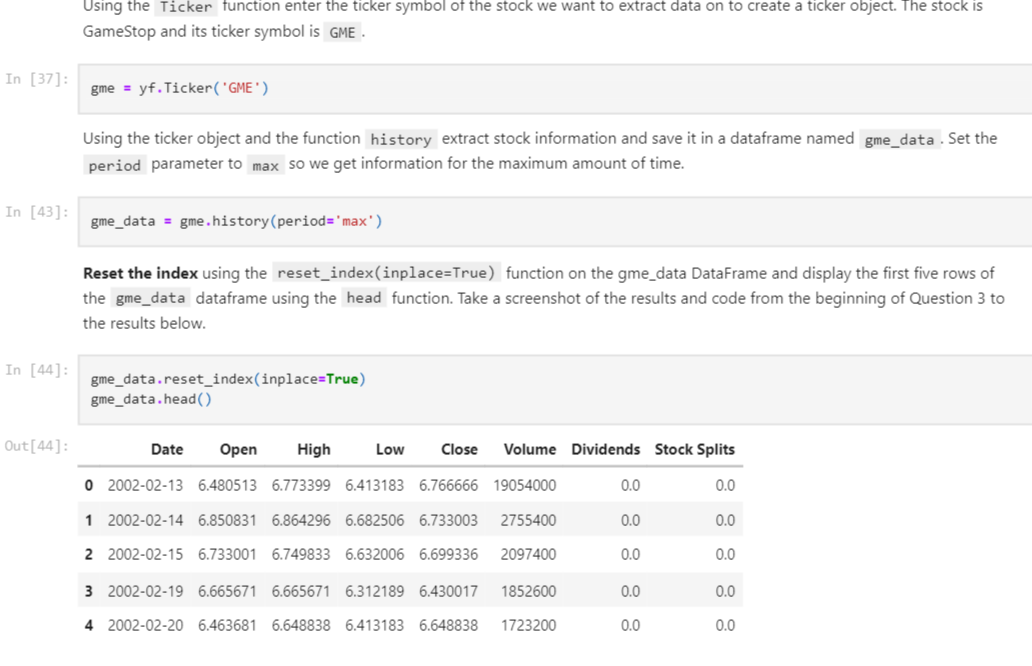 Using the Ticker function enter the ticker symbol of the stock we want to extract data on to create a ticker object. The stock is
GameStop and its ticker symbol is GME .
In [37]: gme = yf.Ticker('GME')
Using the ticker object and the function history extract stock information and save it in a dataframe named gme_data . Set the
period parameter to max so we get information for the maximum amount of time.
In [43]: gme_data = gme.history(period='max')
Reset the index using the reset_index(inplace=True) function on the gme_data DataFrame and display the first five rows of
the gme_data dataframe using the head function. Take a screenshot of the results and code from the beginning of Question 3 to
the results below.
In [44]: gme_data.reset_index(inplace=True)
gme_data.head()
Out[44]: Date Open High Low Close Volume Dividends Stock Splits
0 2002-02-13 6.480513 6.773399 6.413183 6.766666 19054000 0.0 0.0
1 2002-02-14 6.850831 6.864296 6.682506 6.733003 2755400 0.0 0.0
2 2002-02-15 6.733001 6.749833 6.632006 6.699336 2097400 0.0 0.0
3 2002-02-19 6.665671 6.665671 6.312189 6.430017 1852600 0.0 0.0
4 2002-02-20 6.463681 6.648838 6.413183 6.648838 1723200 0.0 0.0